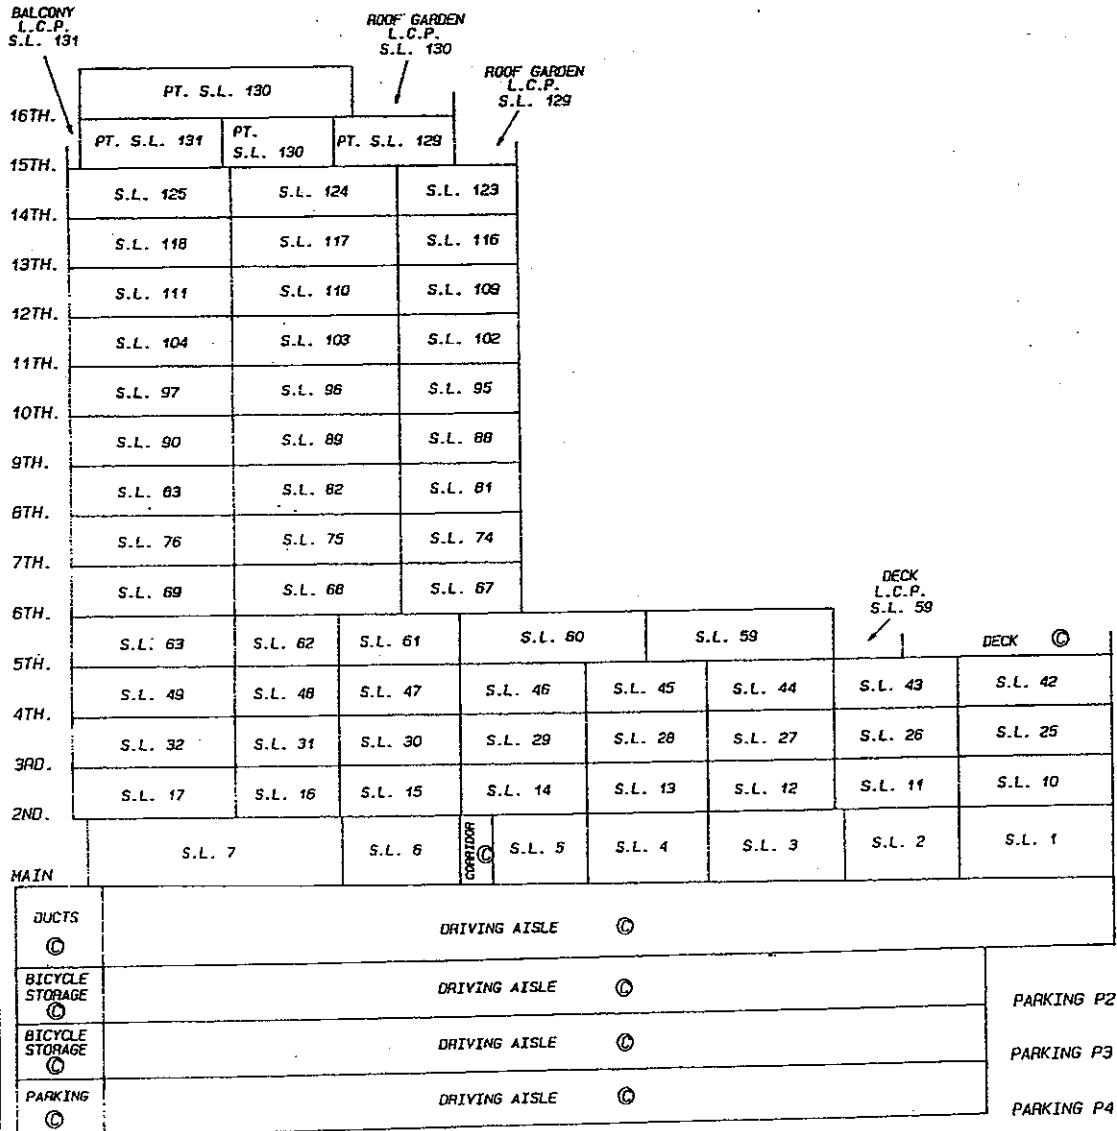 BALCONY
L.C.P.
S.L. 131
ROOF GARDEN
L.C.P.
S.L. 130
ROOF GARDEN
L.C.P.
S.L. 129
PT. S.L. 130
16TH.
PT. S.L. 131
PT.
S.L. 130
PT. S.L. 129
15TH.
S.L. 125 S.L. 124 S.L. 123
14TH.
S.L. 118 S.L. 117 S.L. 116
13TH.
S.L. 111 S.L. 110 S.L. 109
12TH.
S.L. 104 S.L. 103 S.L. 102
11TH.
S.L. 97 S.L. 96 S.L. 95
10TH.
S.L. 90 S.L. 89 S.L. 88
9TH.
S.L. 83 S.L. 82 S.L. 81
8TH.
S.L. 76 S.L. 75 S.L. 74
7TH.
S.L. 69 S.L. 68 S.L. 67
6TH.
DECK
L.C.P.
S.L. 59
S.L. 63 S.L. 62 S.L. 61 S.L. 60 S.L. 59 DECK ©
5TH.
S.L. 49 S.L. 48 S.L. 47 S.L. 46 S.L. 45 S.L. 44 S.L. 43 S.L. 42
4TH.
S.L. 32 S.L. 31 S.L. 30 S.L. 29 S.L. 28 S.L. 27 S.L. 26 S.L. 25
3RD.
S.L. 17 S.L. 16 S.L. 15 S.L. 14 S.L. 13 S.L. 12 S.L. 11 S.L. 10
2ND.
S.L. 7 S.L. 6 CORRIDOR © S.L. 5 S.L. 4 S.L. 3 S.L. 2 S.L. 1
MAIN
DUCTS
©
DRIVING AISLE ©
BICYCLE
STORAGE
©
DRIVING AISLE ©
PARKING P2
BICYCLE
STORAGE
©
DRIVING AISLE ©
PARKING P3
PARKING
©
DRIVING AISLE ©
PARKING P4